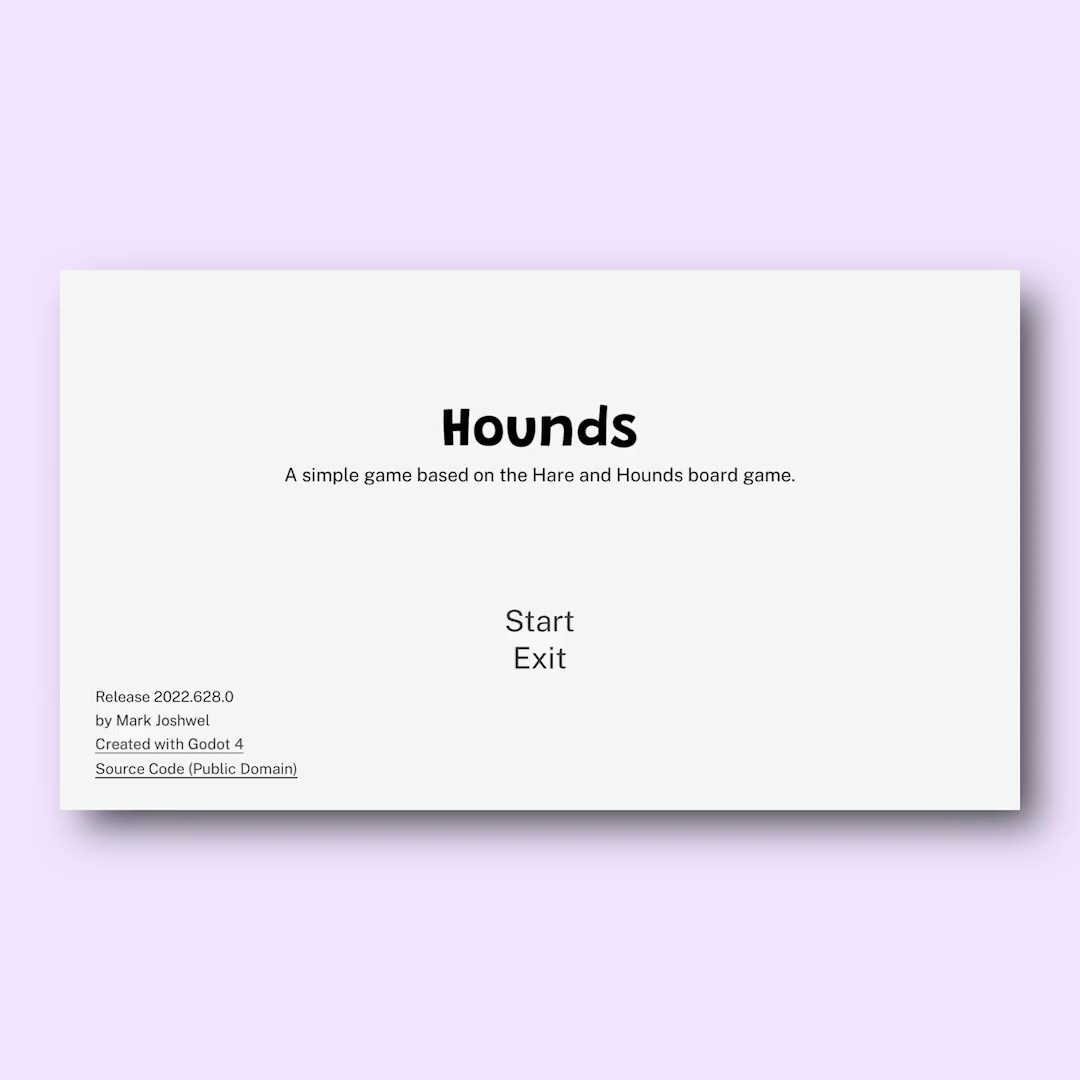 Hounds
A simple game based on the Hare and Hounds board game.
Start
Exit
Release 2022.628.0
by Mark Joshwel
Created with Godot 4
Source Code (Public Domain)